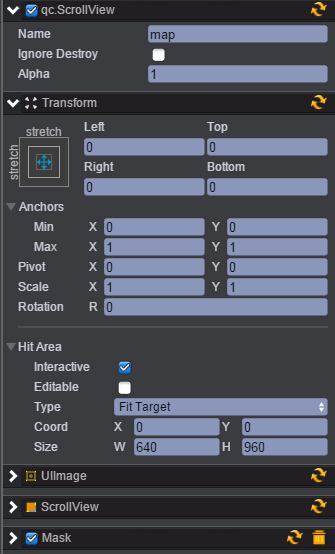 qc.ScrollView
Name map
Ignore Destroy
Alpha 1
Transform
stretch
stretch
Left Top
0 0
Right Bottom
0 0
Anchors
Min X 0 Y 0
Max X 1 Y 1
Pivot X 0 Y 0
Scale X 1 Y 1
Rotation R 0
Hit Area
Interactive
Editable
Type Fit Target
Coord X 0 Y 0
Size W 640 H 960
UIImage
ScrollView
Mask